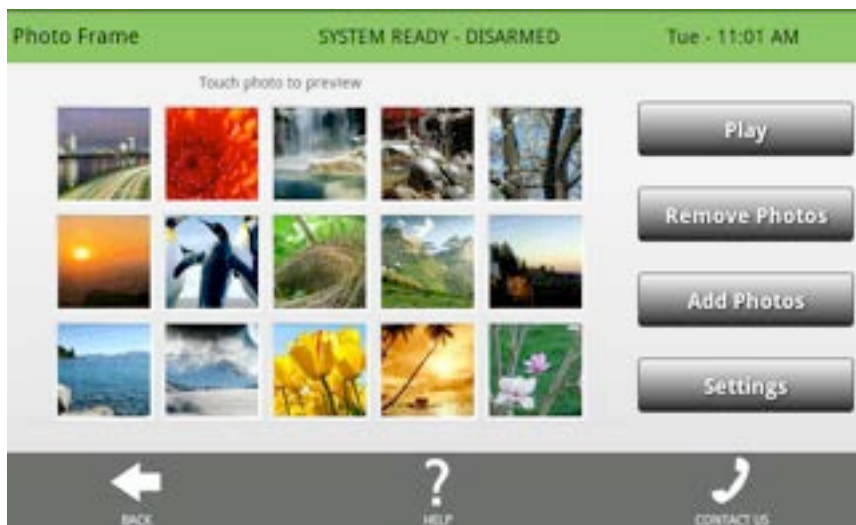 Photo Frame
SYSTEM READY - DISARMED
Tue - 11:01 AM
Touch photo to preview
Play
Remove Photos
Add Photos
Settings
BACK
HELP
CONTACT US